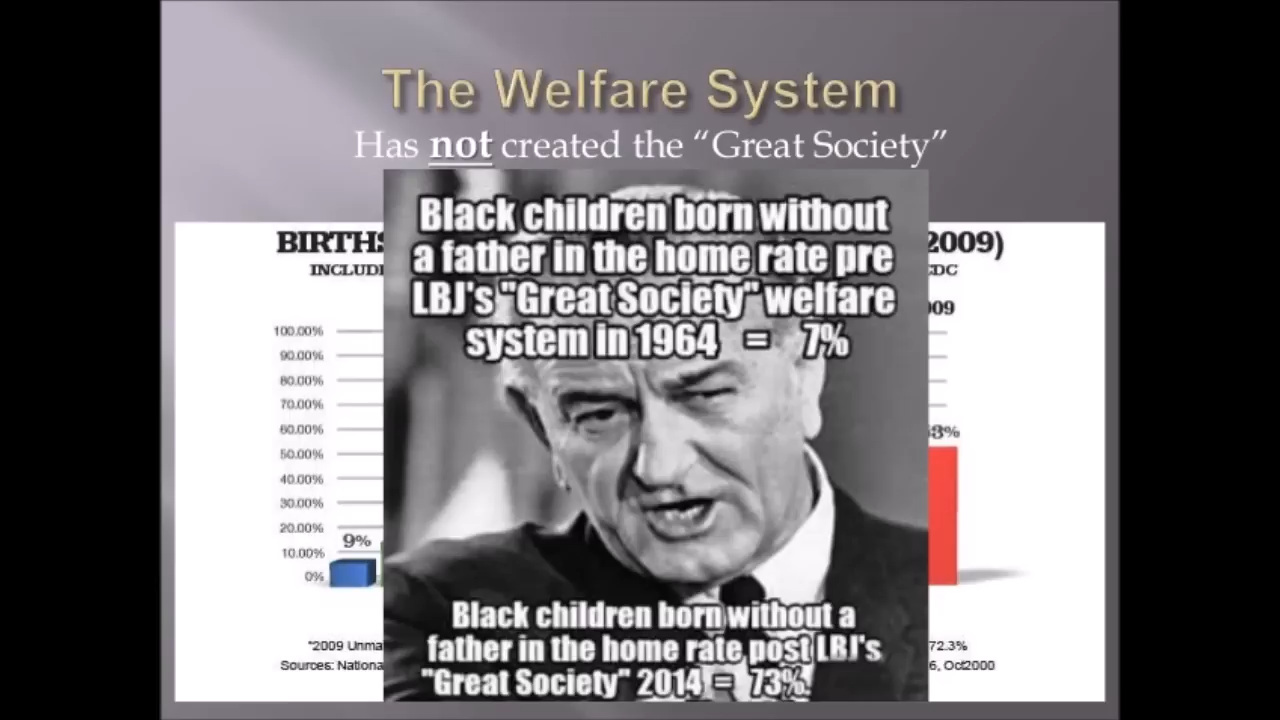 The Welfare System
Has not created the “Great Society”
Black children born without
a father in the home rate pre
LBJ's "Great Society" welfare
system in 1964 = 7%
BIRTHS 2009)
INCLUDI CDC
009
100.00%
90.00%
80.00%
70.00%
60.00%
50.00%
40.00%
30.00%
20.00%
10.00%
0%
9%
3%
Black children born without a
father in the home rate post LBJ's
"Great Society" 2014 = 73%.
*2009 Unma 72.3%
Sources: Nationa 6, Oct2000